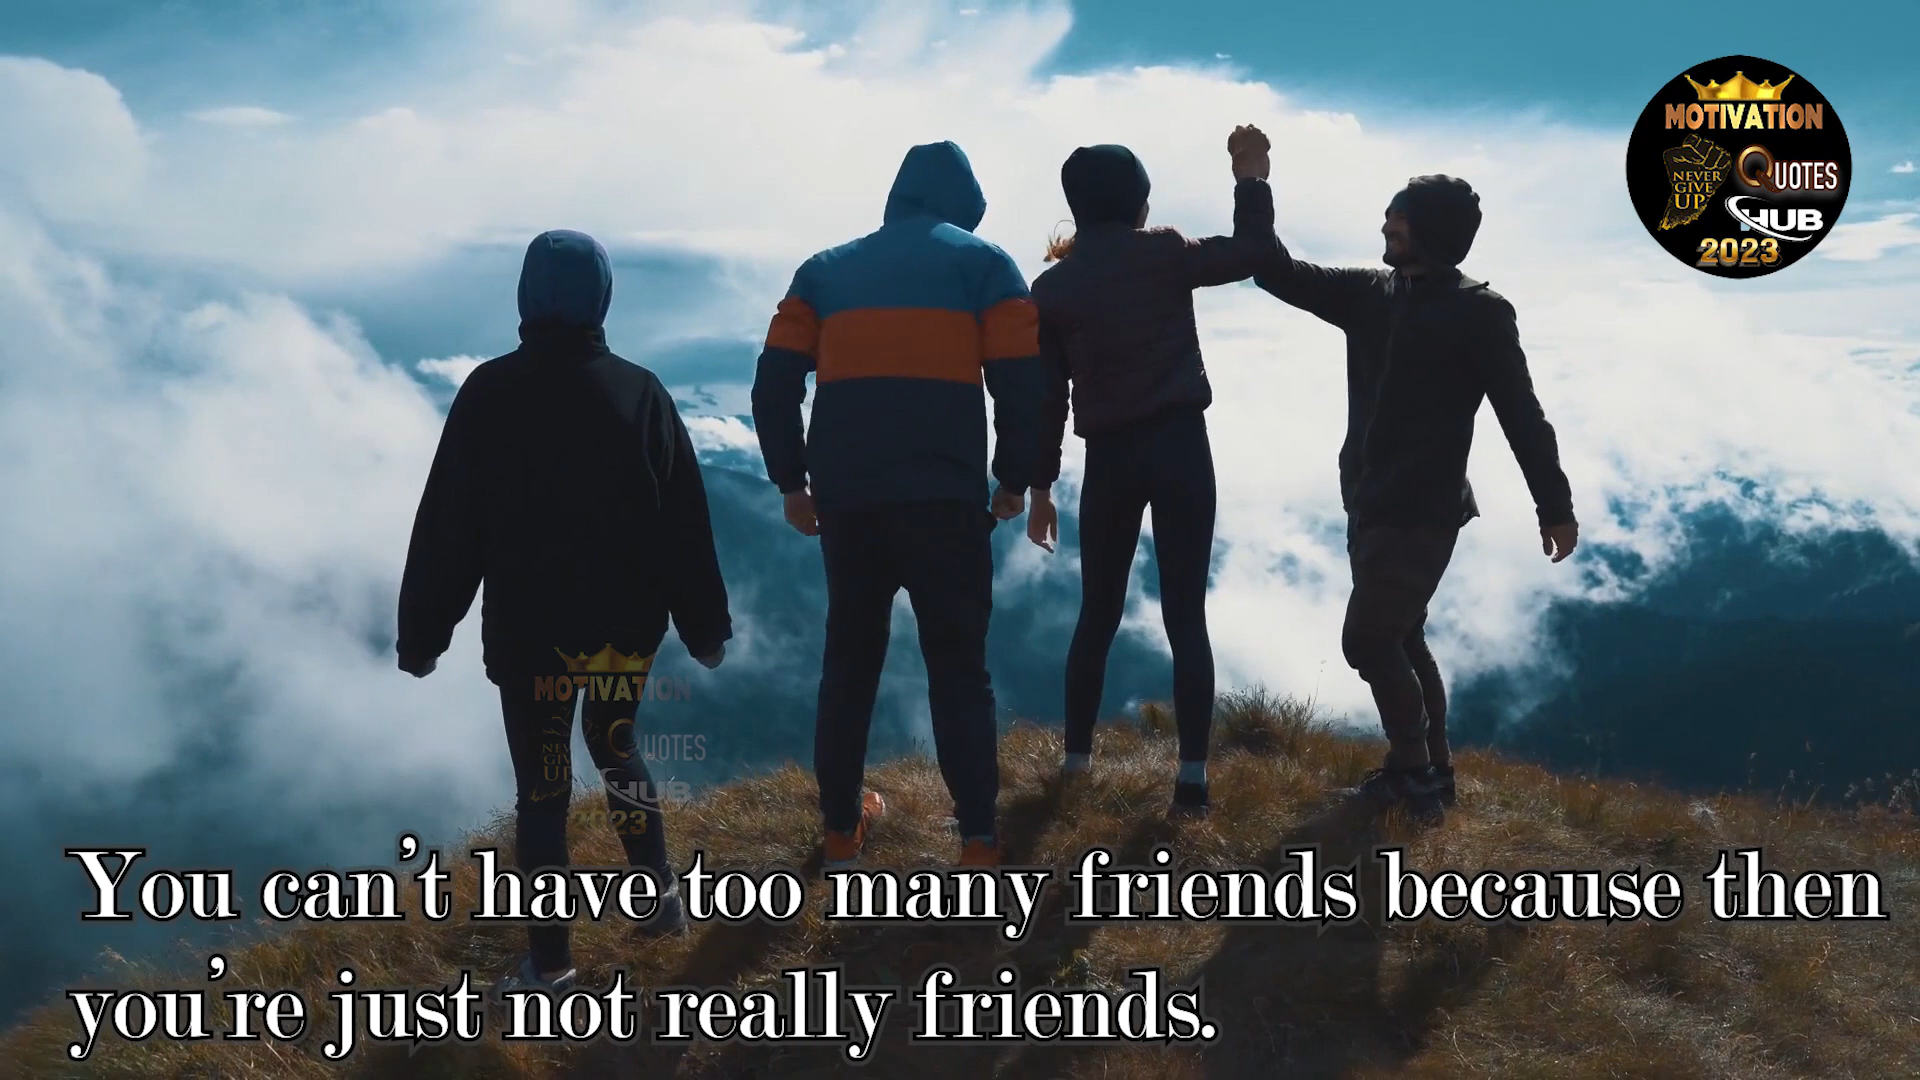 MOTIVATION
NEVER
GIVE
UP
QUOTES
HUB
2023
MOTIVATION
QUOTES
HUB
2023
You can't have too many friends because then
you're just not really friends.